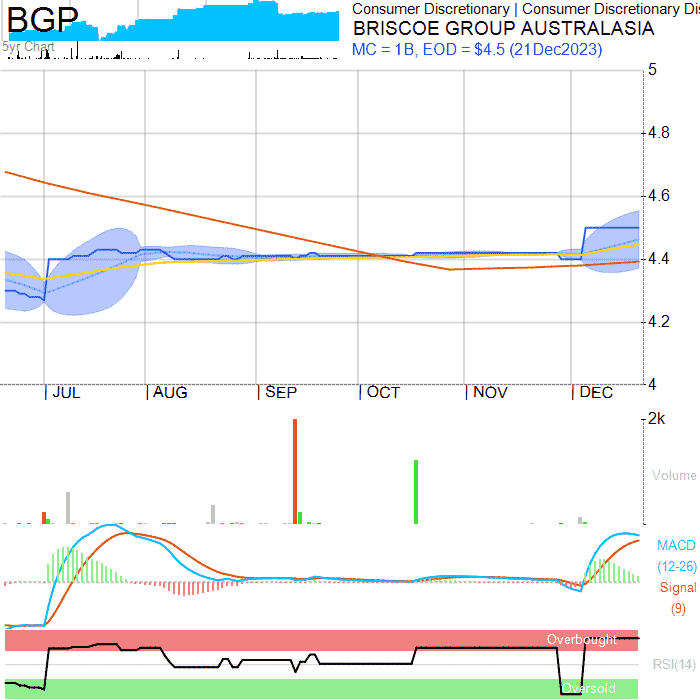 BGP
5yr Chart
Consumer Discretionary | Consumer Discretionary Dis
BRISCOE GROUP AUSTRALASIA
MC = 1B, EOD = $4.5 (21Dec2023)
5
4.8
4.6
4.4
4.2
4
JUL AUG SEP OCT NOV DEC
2k
Volume
MACD
(12-26)
Signal
(9)
Overbought
RSI(14)
Oversold